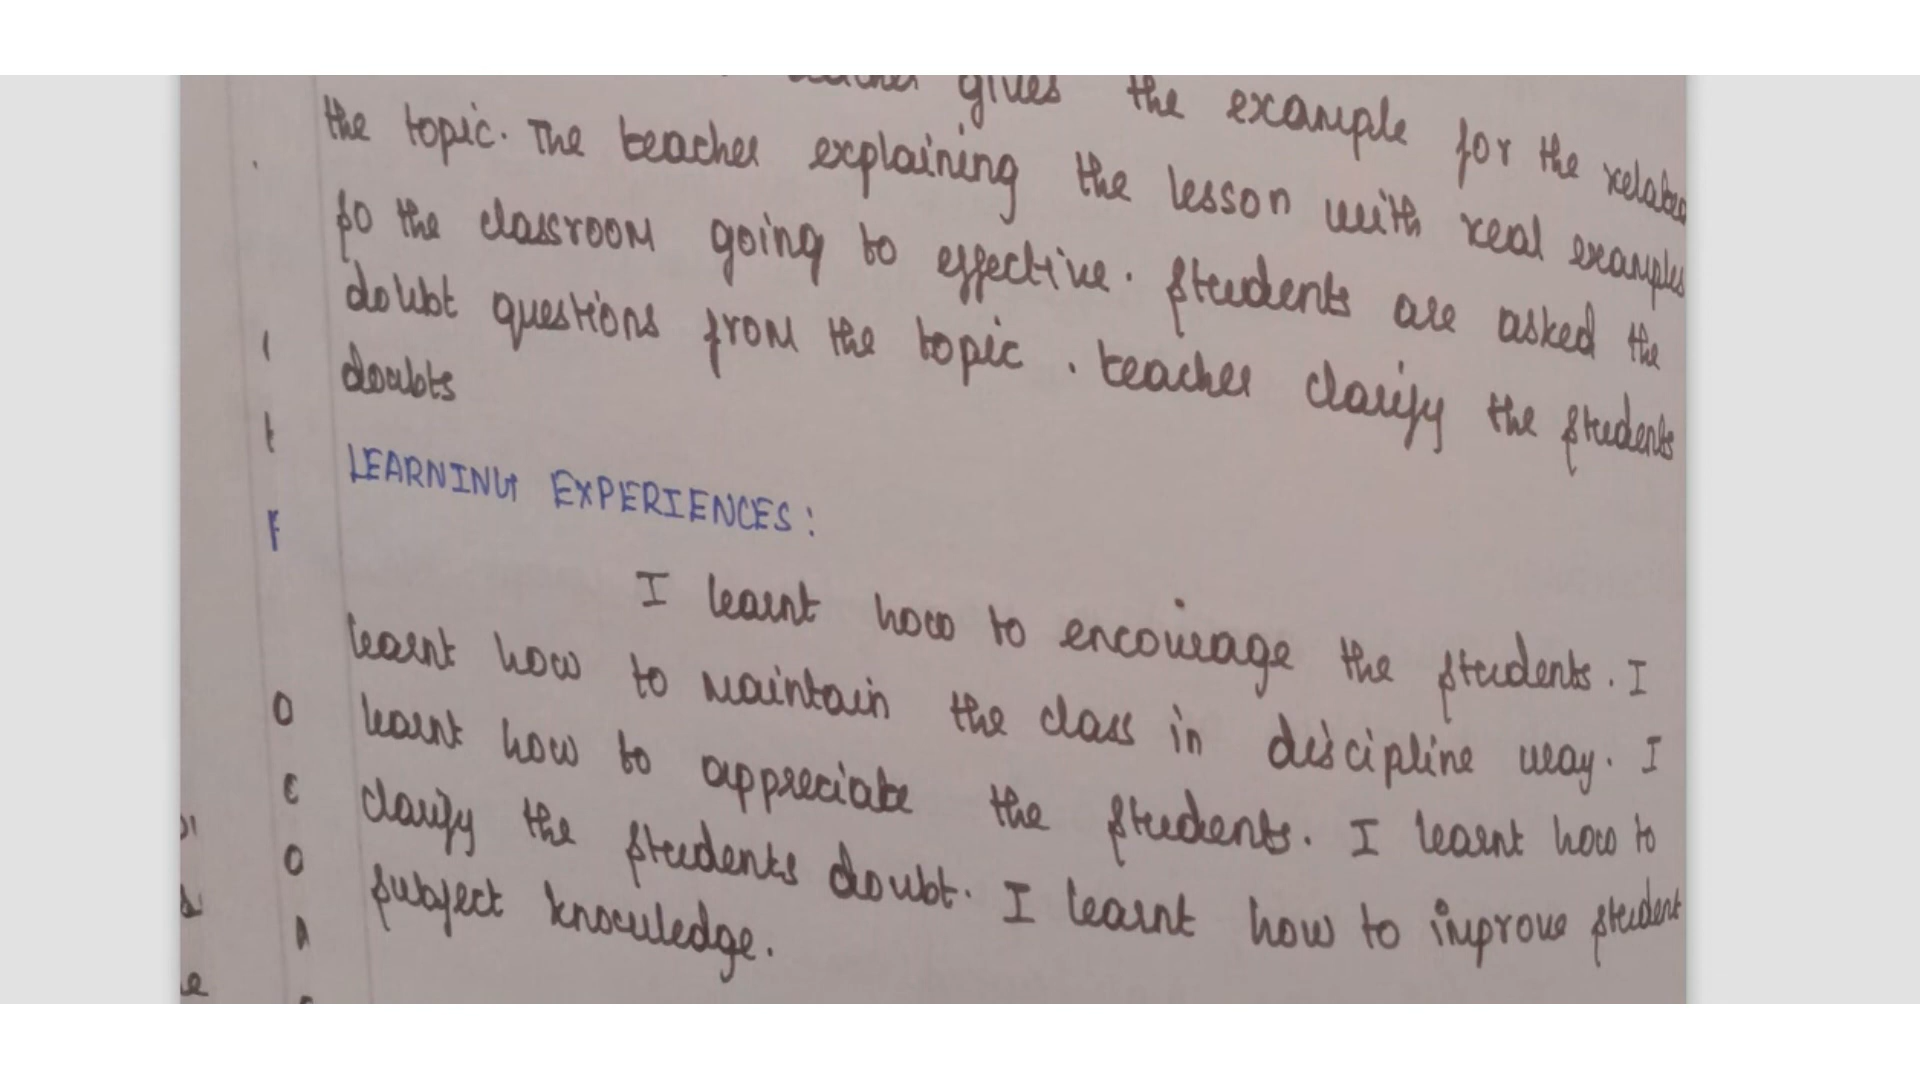 teacher gives the example for the related
the topic. The teacher explaining the lesson with real examples
so the classroom going to effective. Students are asked the
doubt questions from the topic. teacher clarify the students
doubts
LEARNING EXPERIENCES:
I learnt how to encourage the students. I
learnt how to maintain the class in discipline way. I
learnt how to appreciate the students. I learnt how to
clarify the students doubt. I learnt how to improve student
subject knowledge.